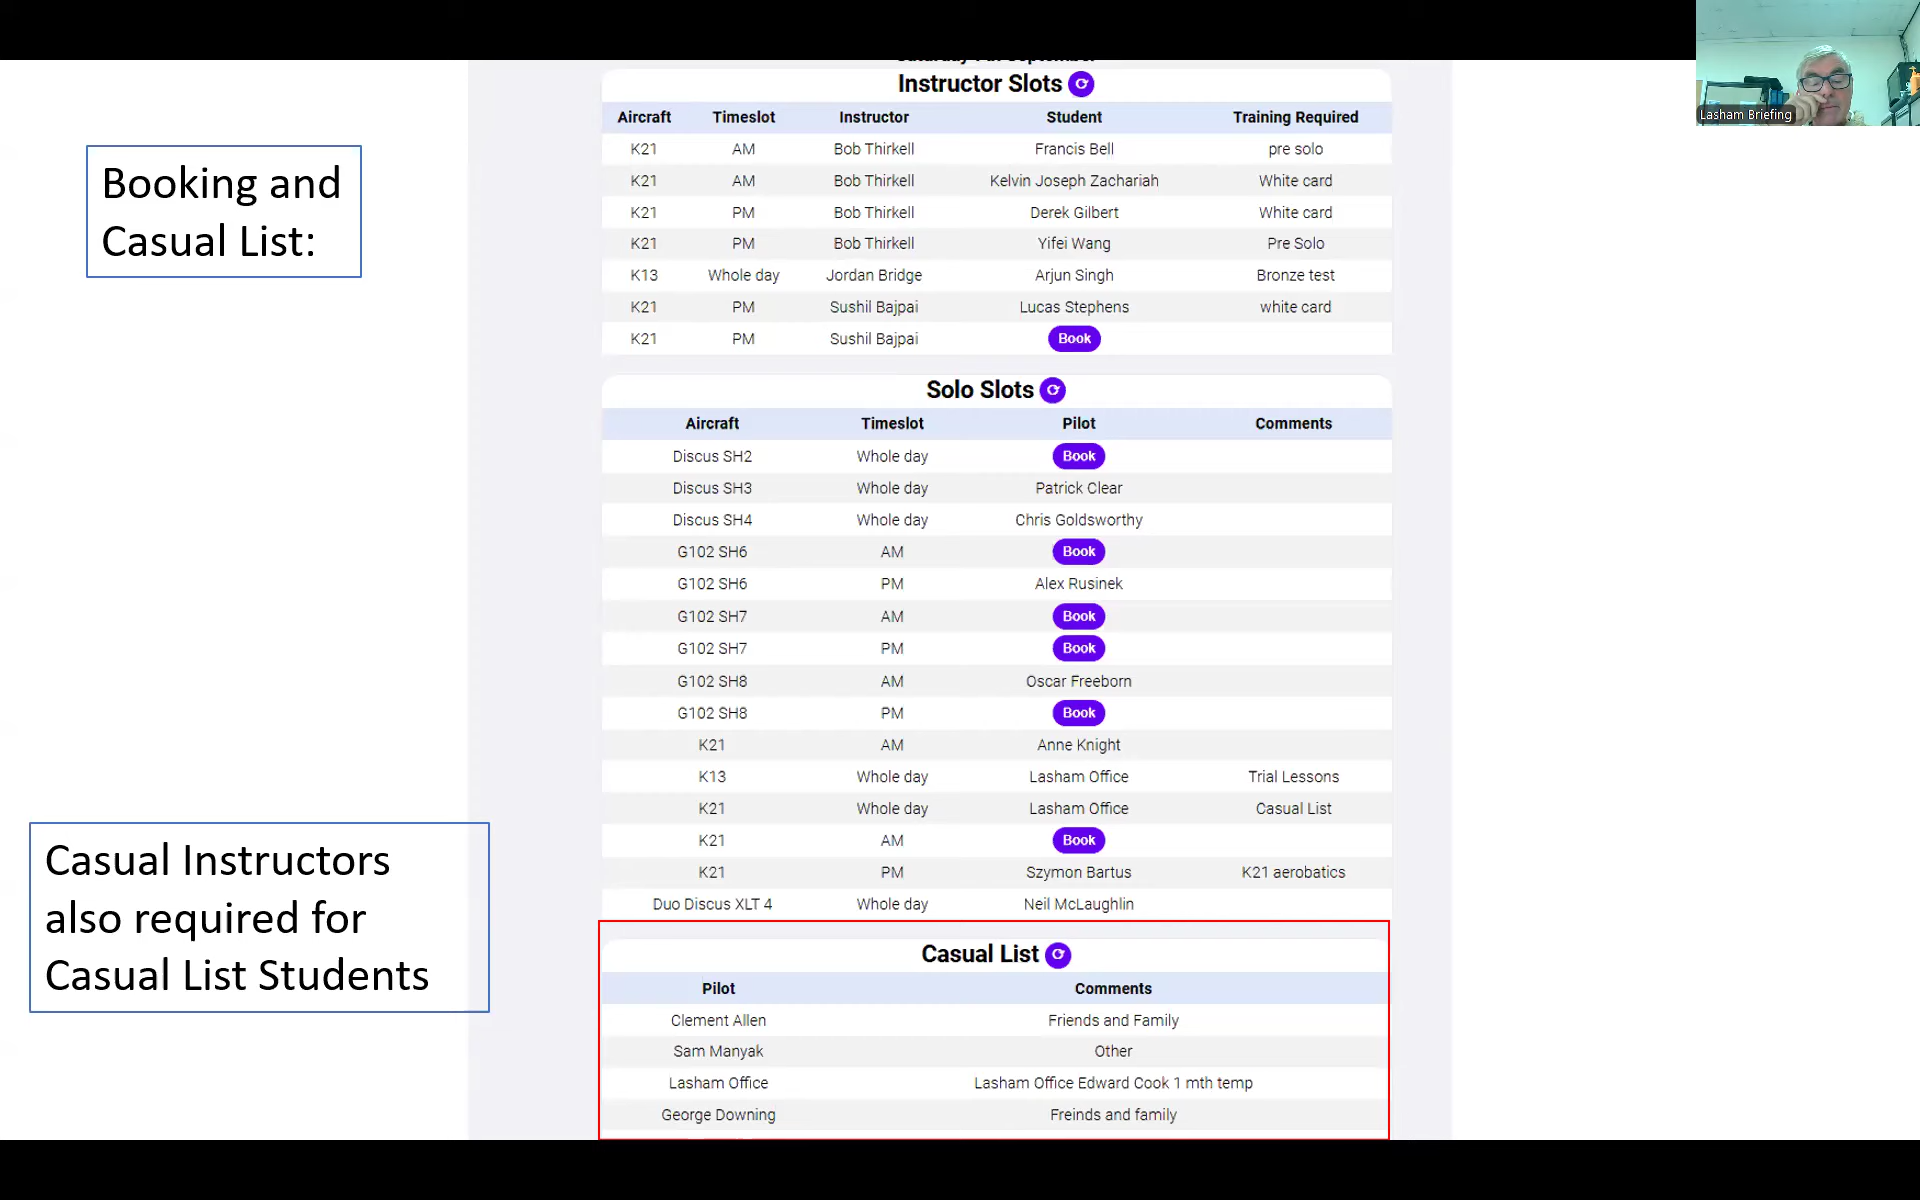 Lasham Briefing
Booking and
Casual List:
Instructor Slots
Aircraft Timeslot Instructor Student Training Required
K21 AM Bob Thirkell Francis Bell pre solo
K21 AM Bob Thirkell Kelvin Joseph Zachariah White card
K21 PM Bob Thirkell Derek Gilbert White card
K21 PM Bob Thirkell Yifei Wang Pre Solo
K13 Whole day Jordan Bridge Arjun Singh Bronze test
K21 PM Sushil Bajpai Lucas Stephens white card
K21 PM Sushil Bajpai Book
Solo Slots
Aircraft Timeslot Pilot Comments
Discus SH2 Whole day Book
Discus SH3 Whole day Patrick Clear
Discus SH4 Whole day Chris Goldsworthy
G102 SH6 AM Book
G102 SH6 PM Alex Rusinek
G102 SH7 AM Book
G102 SH7 PM Book
G102 SH8 AM Oscar Freeborn
G102 SH8 PM Book
K21 AM Anne Knight
K13 Whole day Lasham Office Trial Lessons
K21 Whole day Lasham Office Casual List
K21 AM Book
K21 PM Szymon Bartus K21 aerobatics
Duo Discus XLT 4 Whole day Neil McLaughlin
Casual Instructors
also required for
Casual List Students
Casual List
Pilot Comments
Clement Allen Friends and Family
Sam Manyak Other
Lasham Office Lasham Office Edward Cook 1 mth temp
George Downing Freinds and family